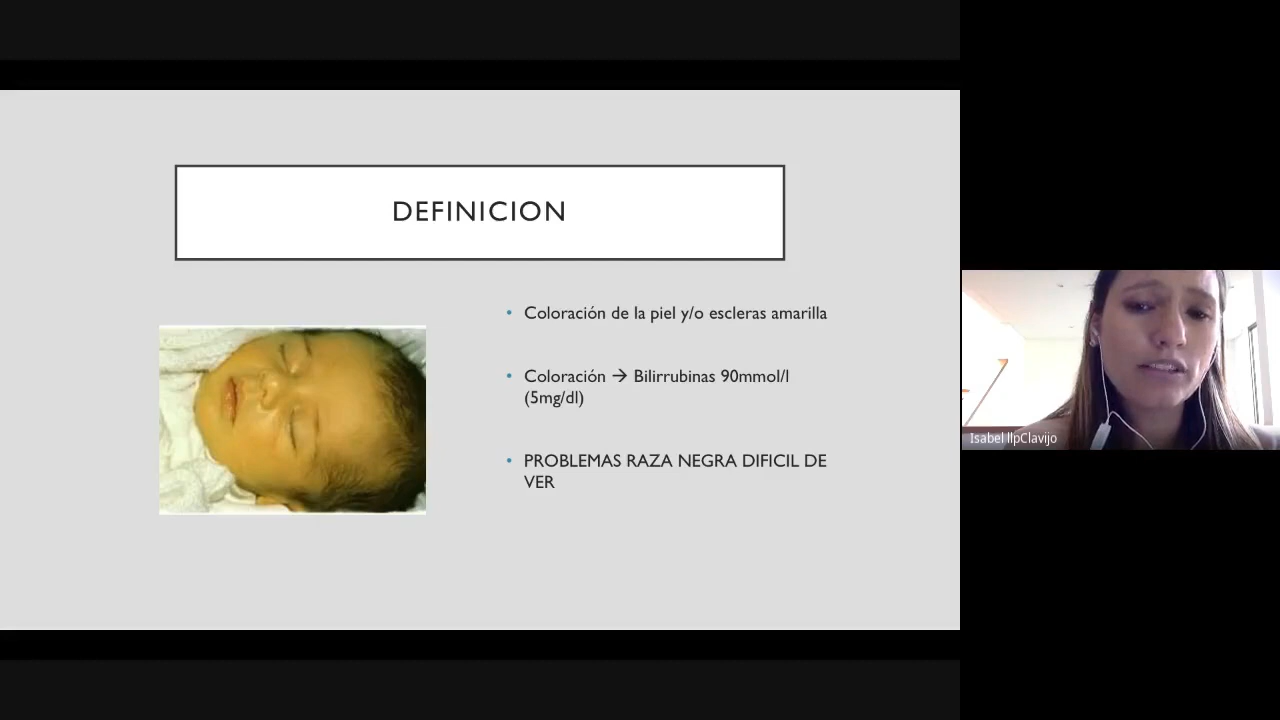 DEFINICION
• Coloración de la piel y/o escleras amarilla
• Coloración → Bilirrubinas 90mmol/l
(5mg/dl)
• PROBLEMAS RAZA NEGRA DIFICIL DE
VER
Isabel llpClavijo